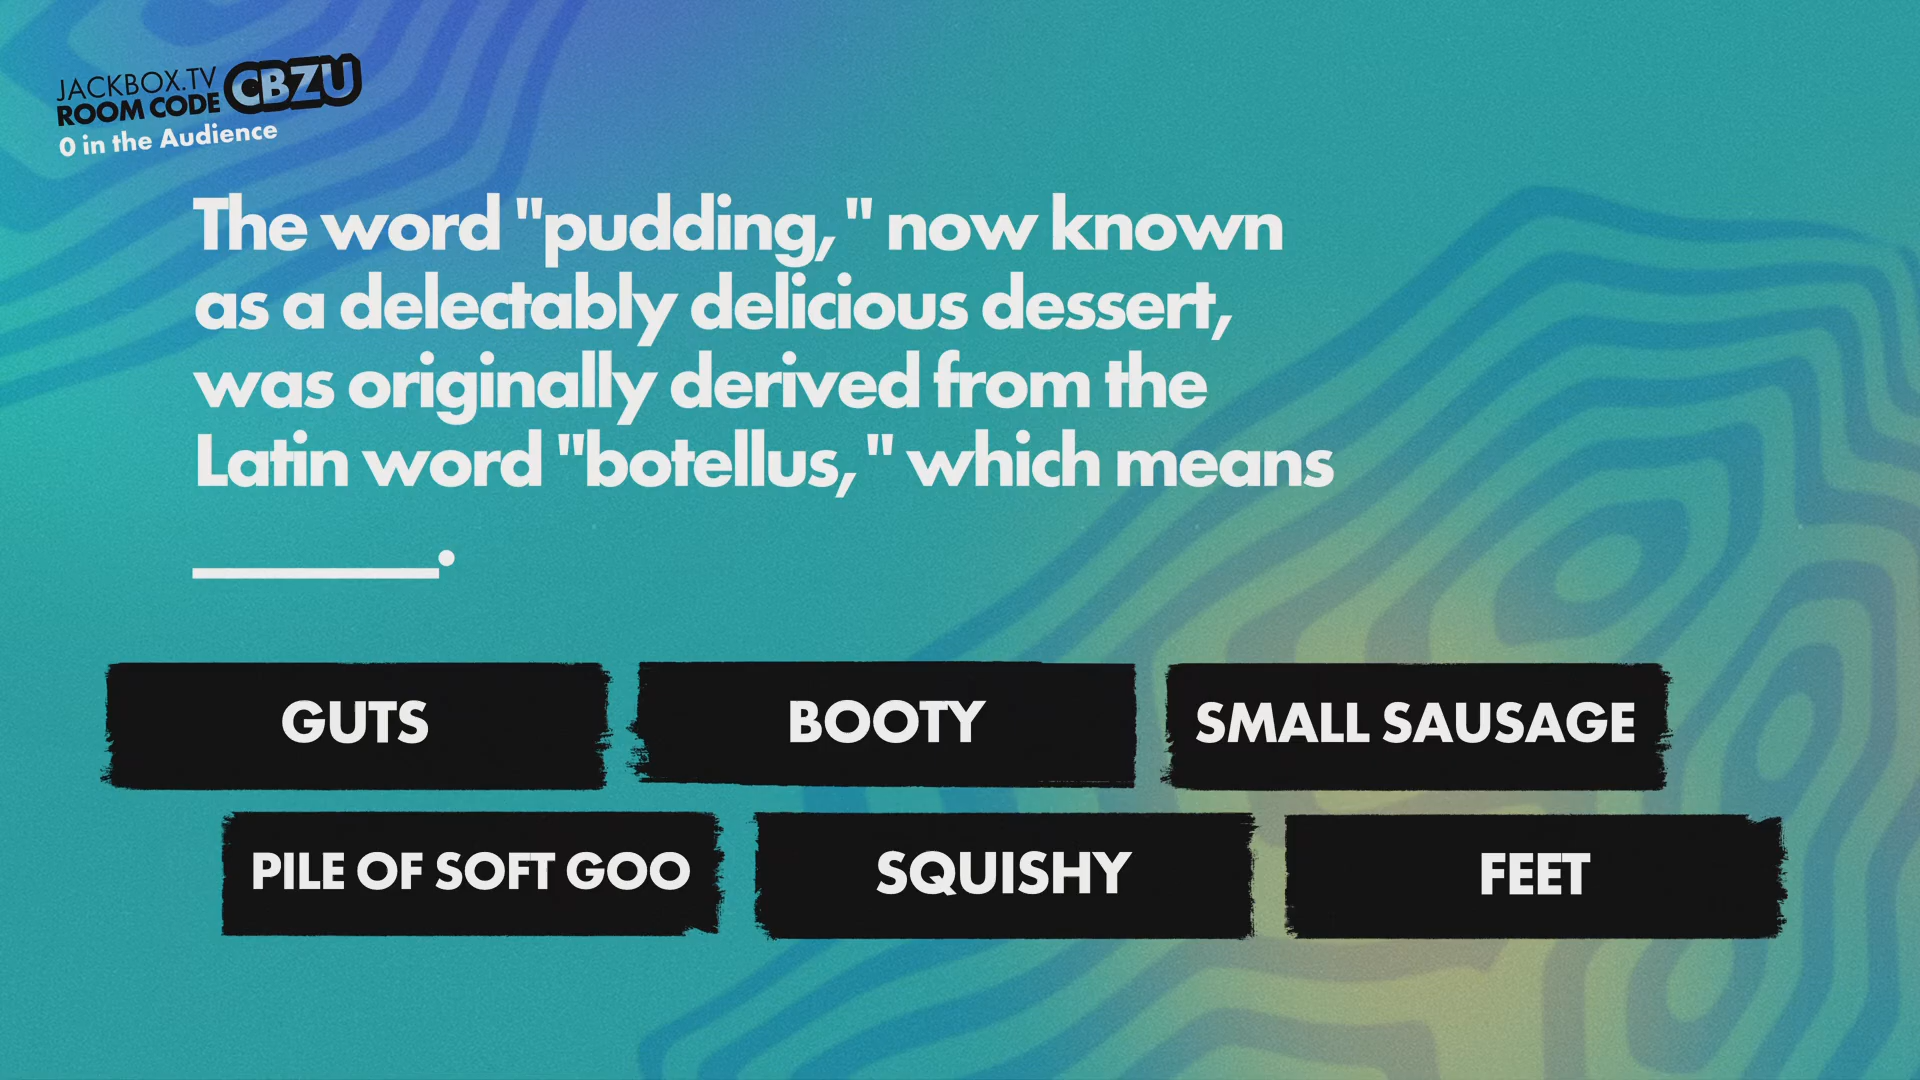 JACKBOX.TV
ROOM CODE CBZU
0 in the Audience
The word "pudding," now known
as a delectably delicious dessert,
was originally derived from the
Latin word "botellus," which means
________.
GUTS
BOOTY
SMALL SAUSAGE
PILE OF SOFT GOO
SQUISHY
FEET